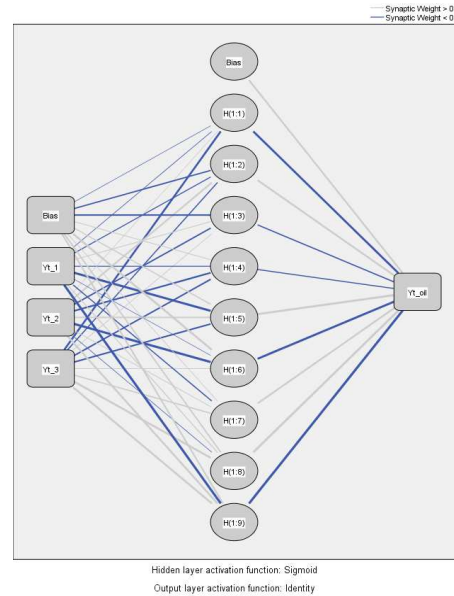 Synaptic Weight > 0
Synaptic Weight < 0
Bias
H(1:1)
H(1:2)
Bias
H(1:3)
Yt_1
H(1:4)
Yt_oil
Yt_2
H(1:5)
Yt_3
H(1:6)
H(1:7)
H(1:8)
H(1:9)
Hidden layer activation function: Sigmoid
Output layer activation function: Identity